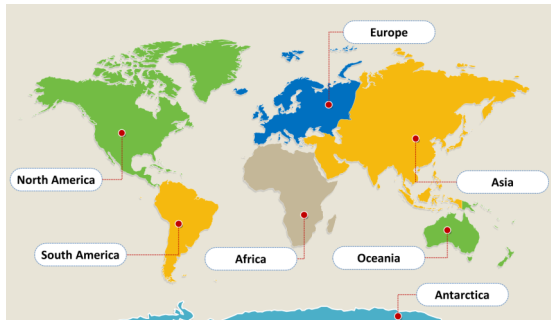 Europe
North America
Asia
South America
Africa
Oceania
Antarctica